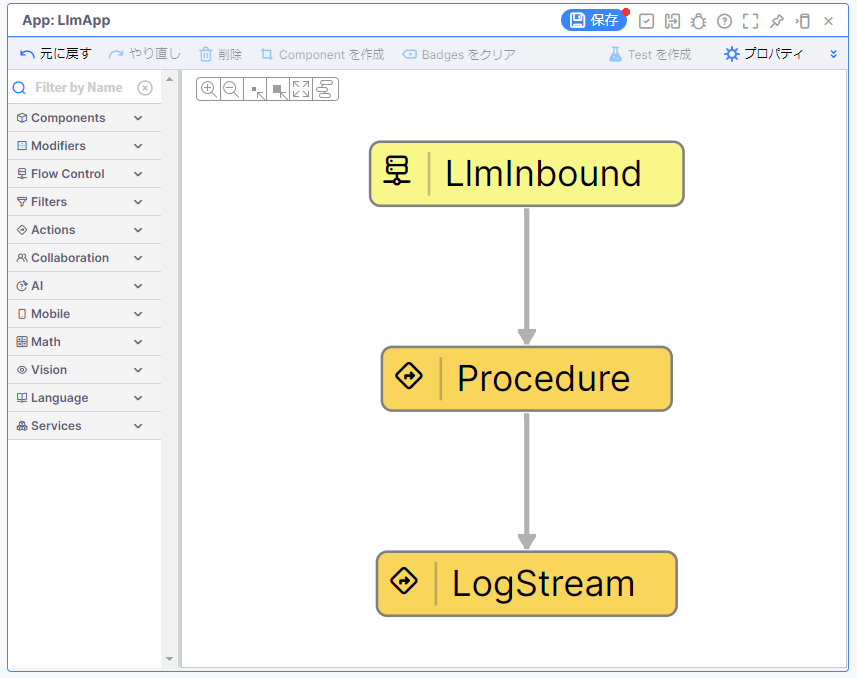 App: LlmApp
保存
元に戻す やり直し 削除 Component を作成 Badges をクリア Test を作成 プロパティ
Filter by Name
Components
Modifiers
Flow Control
Filters
Actions
Collaboration
AI
Mobile
Math
Vision
Language
Services
LlmInbound
Procedure
LogStream